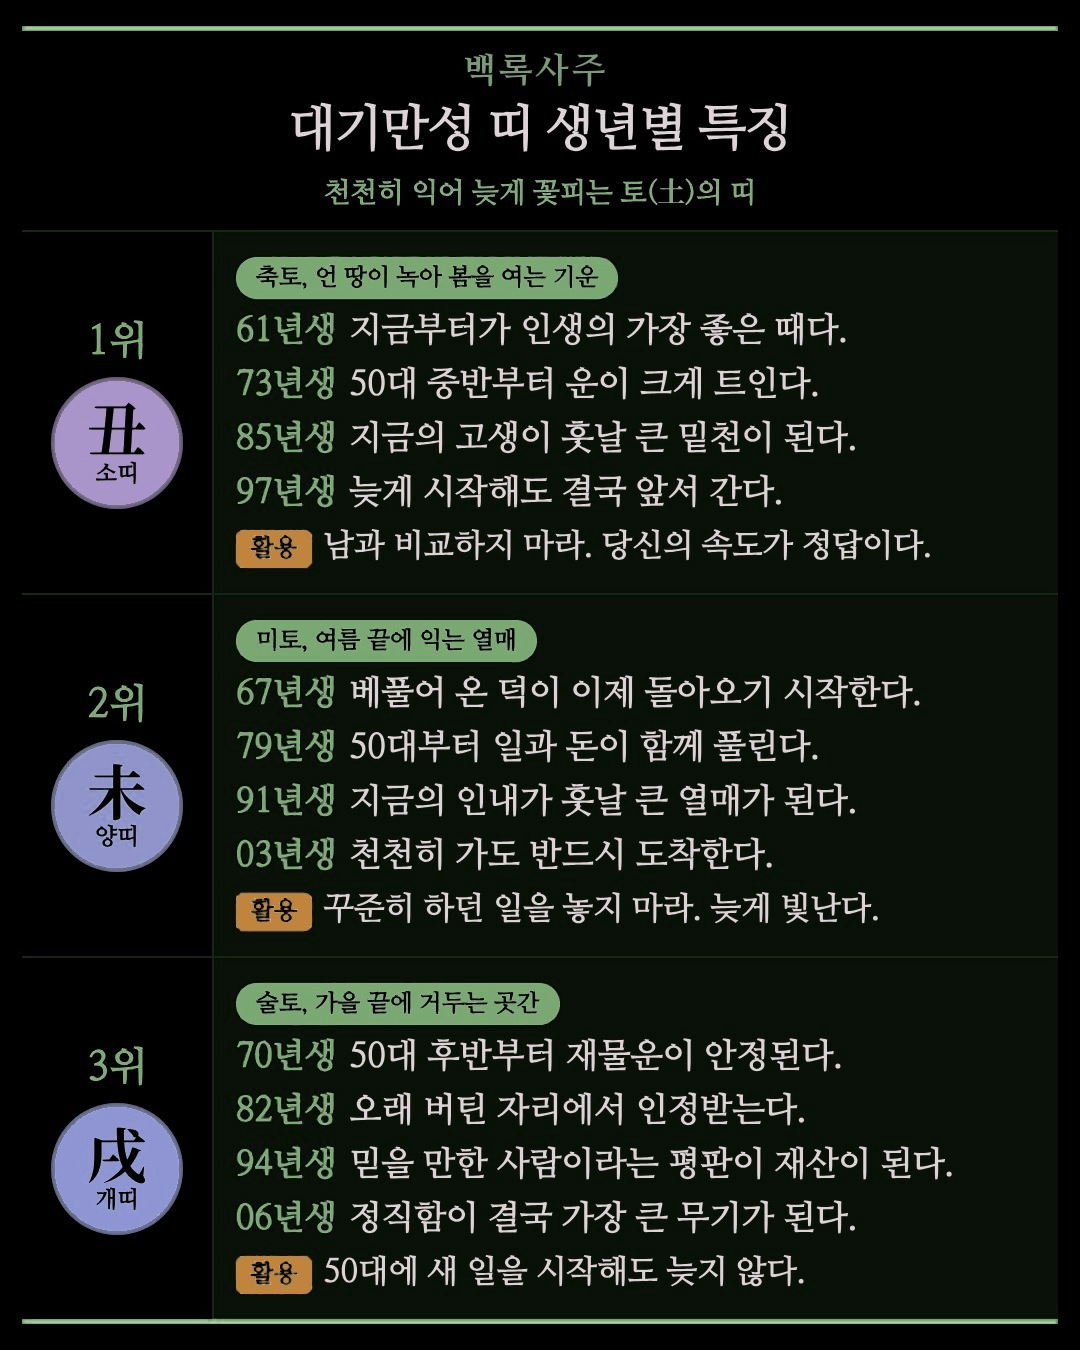 백록사주
대기만성 띠 생년별 특징
천천히 익어 늦게 꽃피는 토(土)의 띠
1위
丑
소띠
축토, 언 땅이 녹아 봄을 여는 기운
61년생 지금부터가 인생의 가장 좋은 때다.
73년생 50대 중반부터 운이 크게 트인다.
85년생 지금의 고생이 훗날 큰 밑천이 된다.
97년생 늦게 시작해도 결국 앞서 간다.
활용 남과 비교하지 마라. 당신의 속도가 정답이다.
2위
未
양띠
미토, 여름 끝에 익는 열매
67년생 베풀어 온 덕이 이제 돌아오기 시작한다.
79년생 50대부터 일과 돈이 함께 풀린다.
91년생 지금의 인내가 훗날 큰 열매가 된다.
03년생 천천히 가도 반드시 도착한다.
활용 꾸준히 하던 일을 놓지 마라. 늦게 빛난다.
3위
戌
개띠
술토, 가을 끝에 거두는 곳간
70년생 50대 후반부터 재물운이 안정된다.
82년생 오래 버틴 자리에서 인정받는다.
94년생 믿을 만한 사람이라는 평판이 재산이 된다.
06년생 정직함이 결국 가장 큰 무기가 된다.
활용 50대에 새 일을 시작해도 늦지 않다.